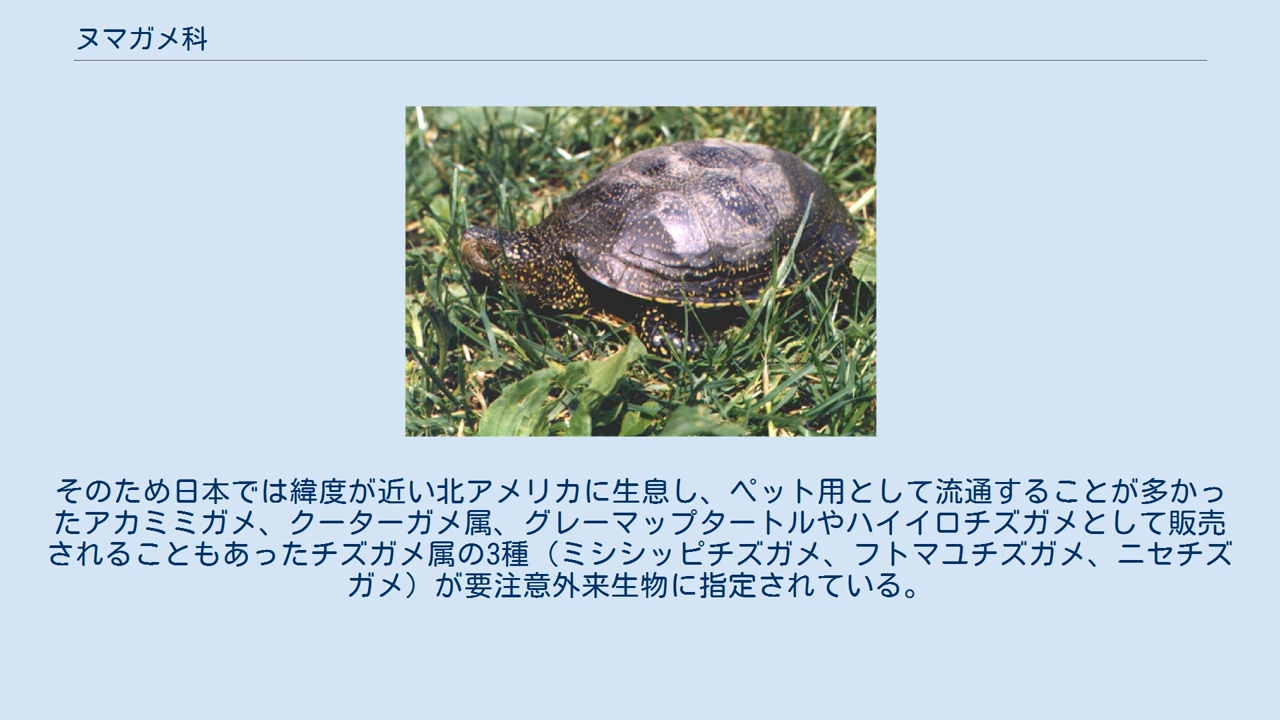 ヌマガメ科
そのため日本では緯度が近い北アメリカに生息し、ペット用として流通することが多かっ
たアカミミガメ、クーターガメ属、グレーマップタートルやハイイロチズガメとして販売
されることもあったチズガメ属の3種（ミシシッピチズガメ、フトマユチズガメ、ニセチズ
ガメ）が要注意外来生物に指定されている。